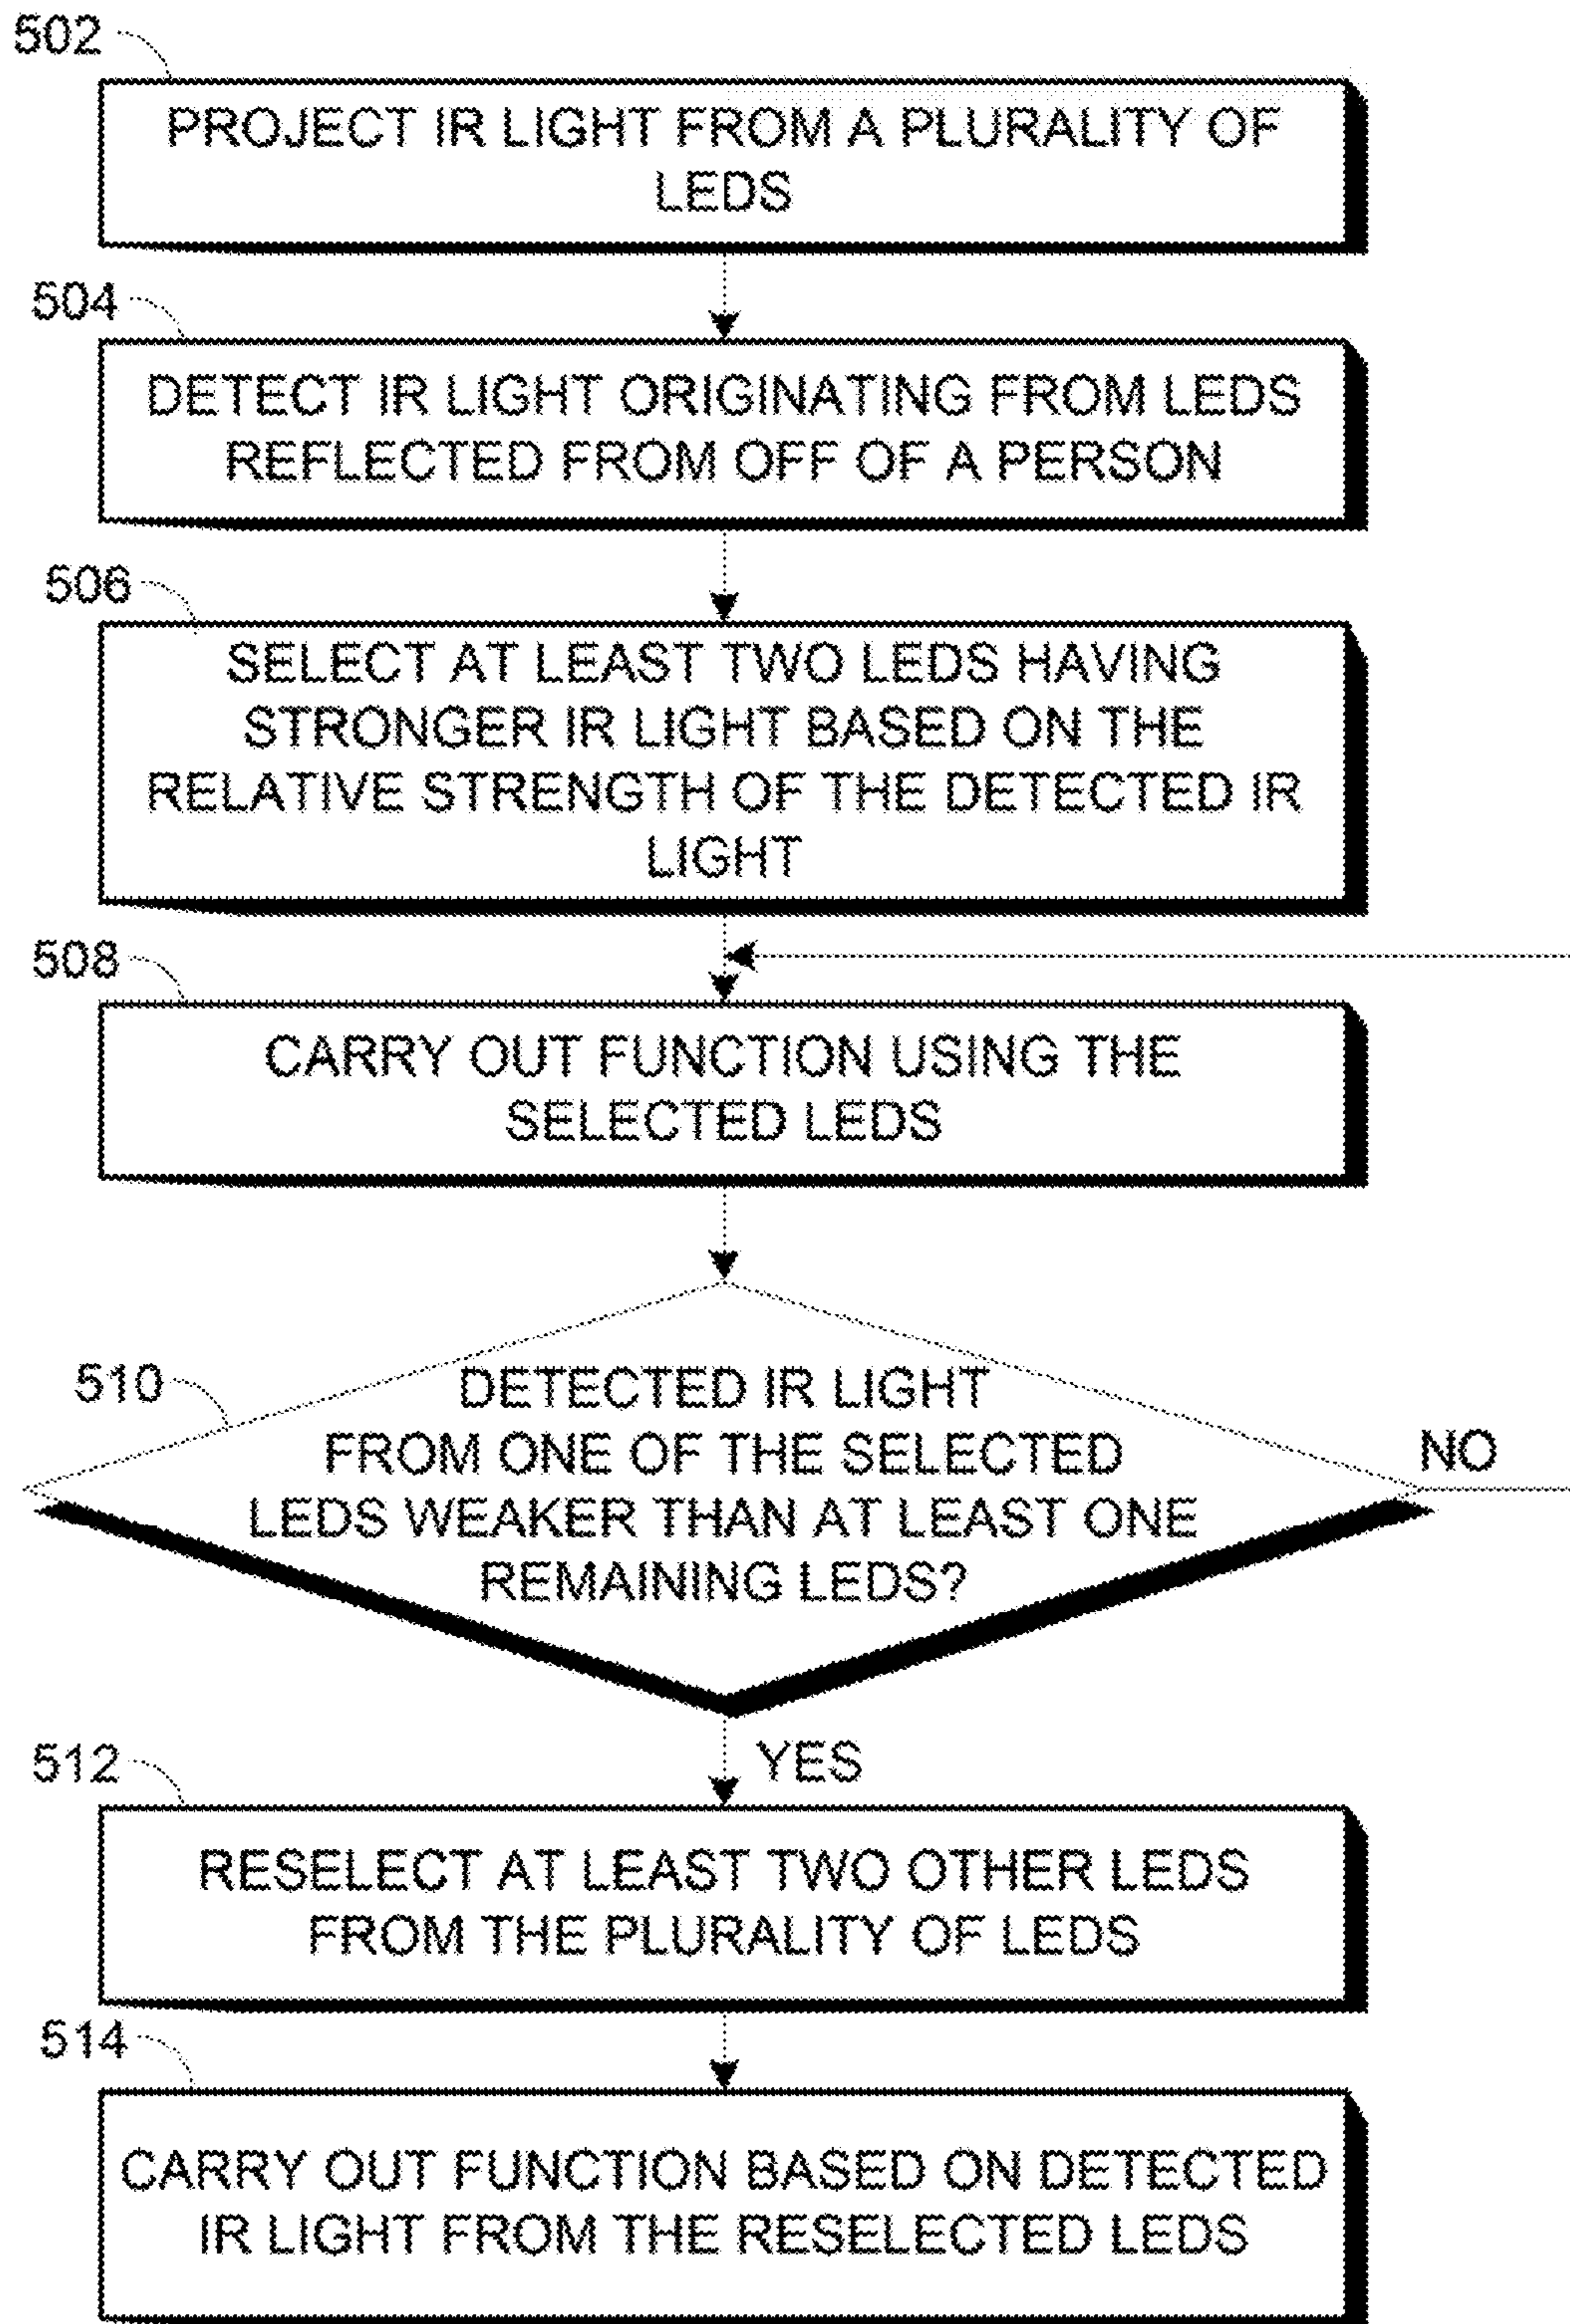 502
PROJECT IR LIGHT FROM A PLURALITY OF
LEDS
504
DETECT IR LIGHT ORIGINATING FROM LEDS
REFLECTED FROM OFF OF A PERSON
506
SELECT AT LEAST TWO LEDS HAVING
STRONGER IR LIGHT BASED ON THE
RELATIVE STRENGTH OF THE DETECTED IR
LIGHT
508
CARRY OUT FUNCTION USING THE
SELECTED LEDS
510
DETECTED IR LIGHT
FROM ONE OF THE SELECTED
LEDS WEAKER THAN AT LEAST ONE
REMAINING LEDS?
NO
YES
512
RESELECT AT LEAST TWO OTHER LEDS
FROM THE PLURALITY OF LEDS
514
CARRY OUT FUNCTION BASED ON DETECTED
IR LIGHT FROM THE RESELECTED LEDS